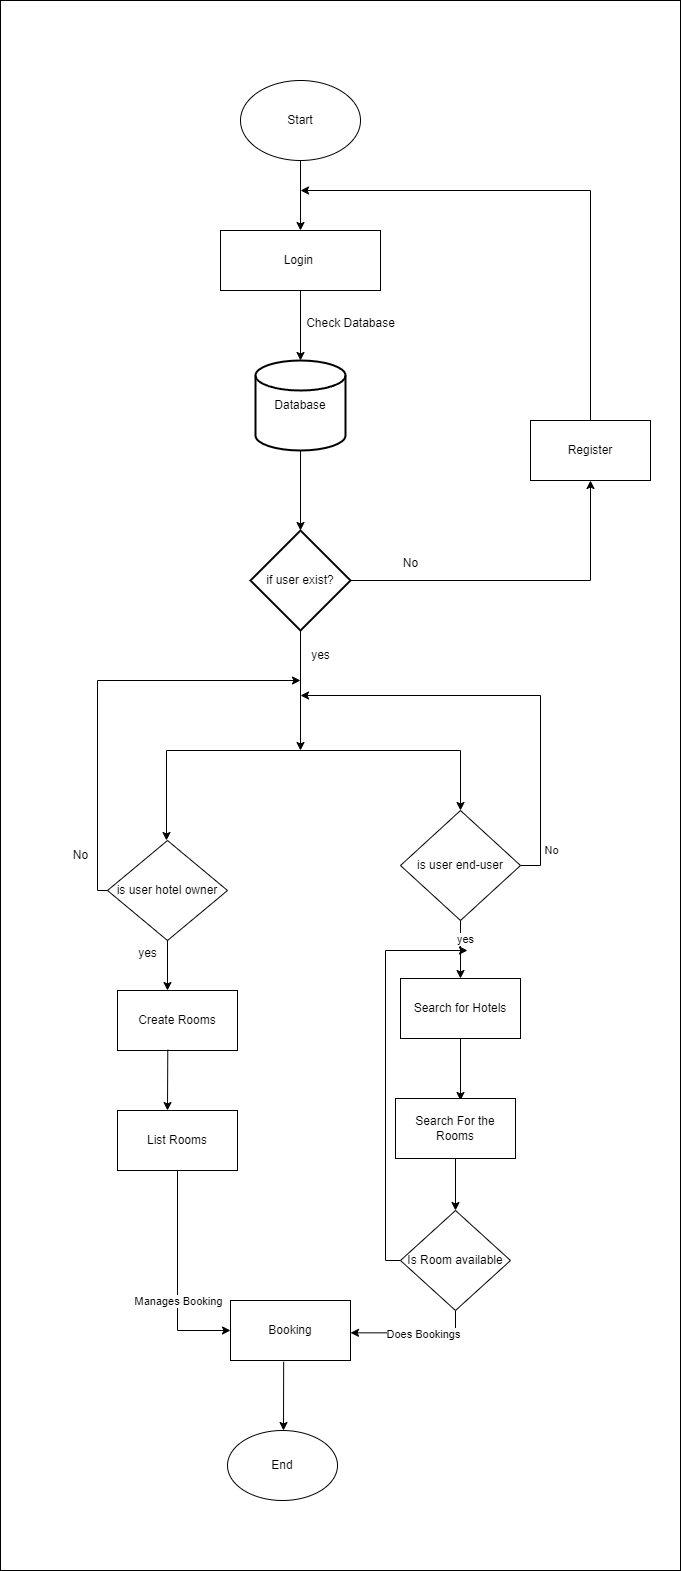 Start
Login
Check Database
Database
Register
No
if user exist?
yes
No
is user hotel owner
is user end-user
No
yes
yes
Create Rooms
Search for Hotels
List Rooms
Search For the
Rooms
Is Room available
Manages Booking
Booking
Does Bookings
End